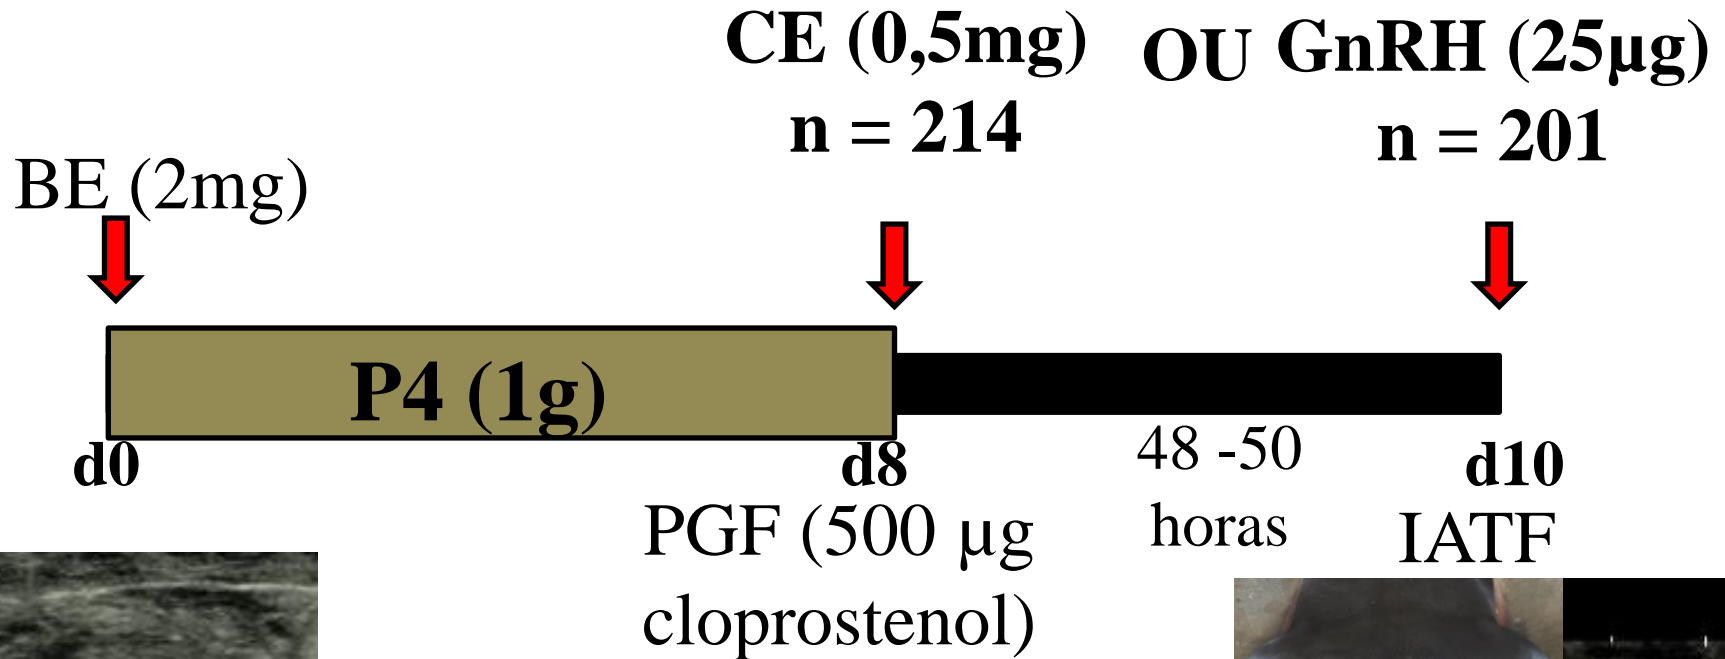 CE (0,5mg) OU GnRH (25µg)
n = 214 n = 201
BE (2mg)
P4 (1g)
d0 d8 48 -50 d10
PGF (500 µg horas IATF
cloprostenol)